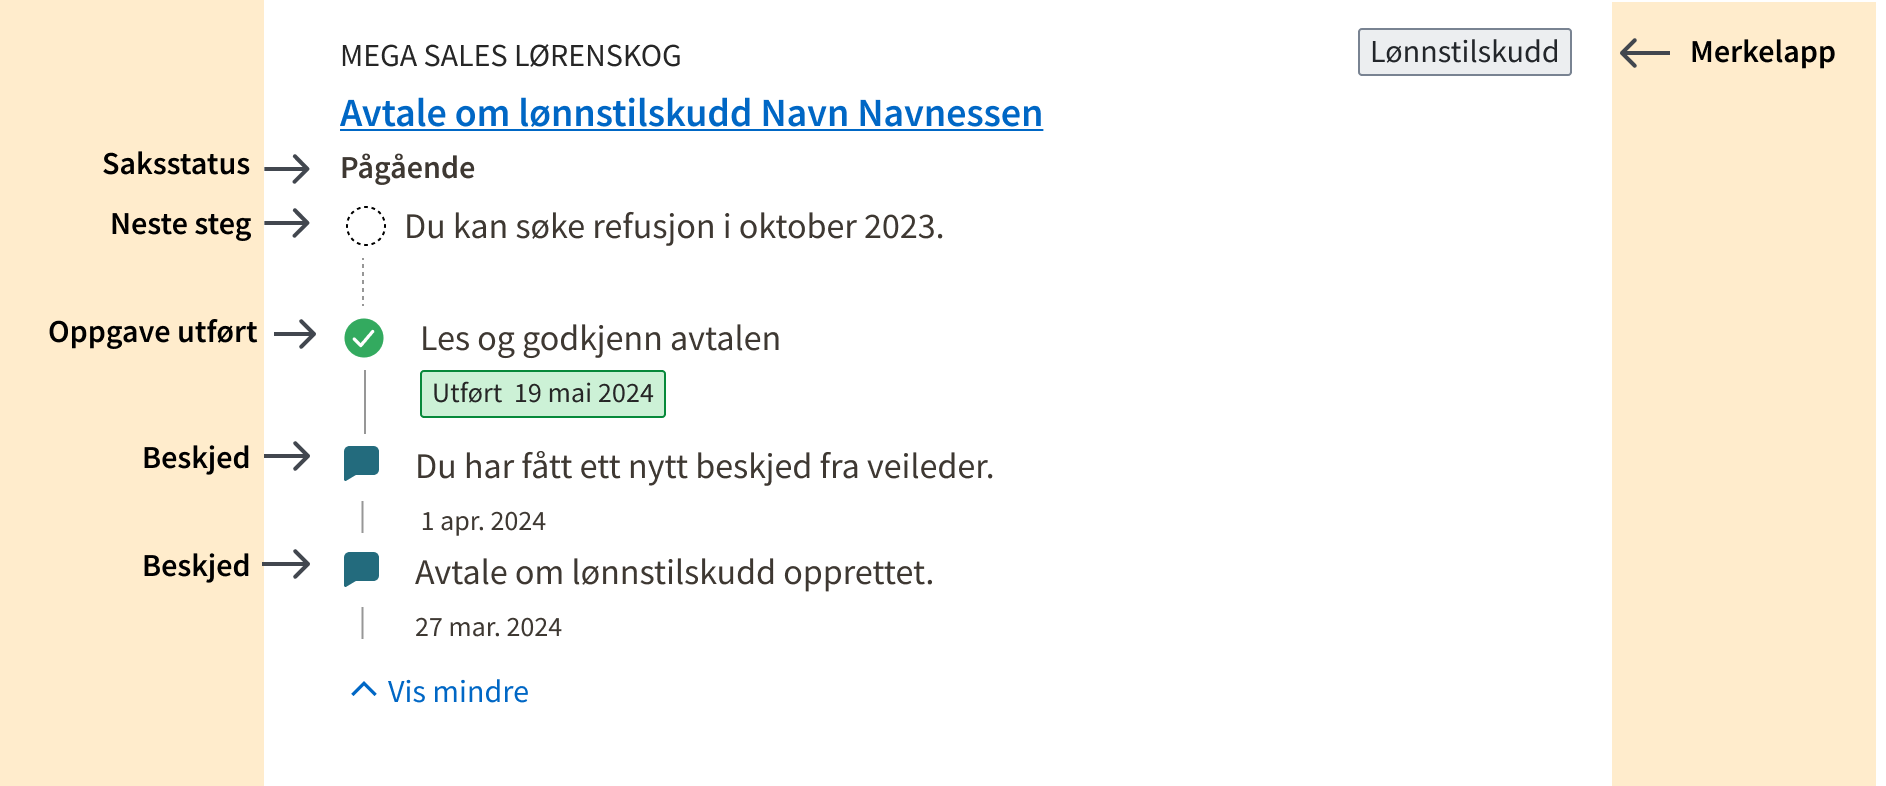 MEGA SALES LØRENSKOG
Lønnstilskudd
Merkelapp
Avtale om lønnstilskudd Navn Navnessen
Saksstatus
Pågående
Neste steg
Du kan søke refusjon i oktober 2023.
Oppgave utført
Les og godkjenn avtalen
Utført 19 mai 2024
Beskjed
Du har fått ett nytt beskjed fra veileder.
1 apr. 2024
Beskjed
Avtale om lønnstilskudd opprettet.
27 mar. 2024
Vis mindre